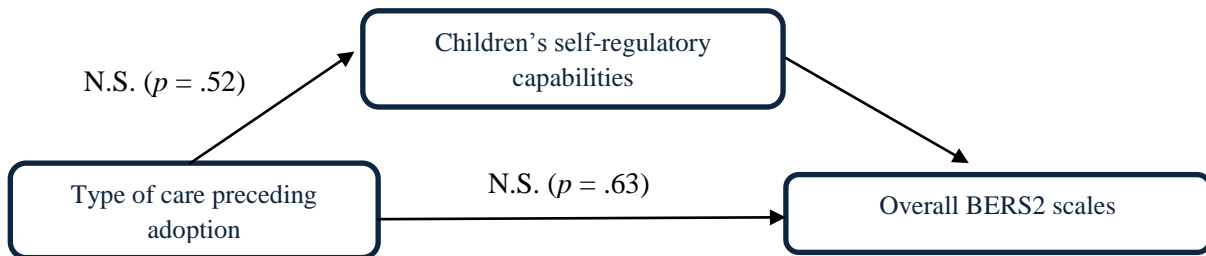 Children’s self-regulatory
capabilities
N.S. (p = .52)
N.S. (p = .63)
Type of care preceding
adoption
Overall BERS2 scales